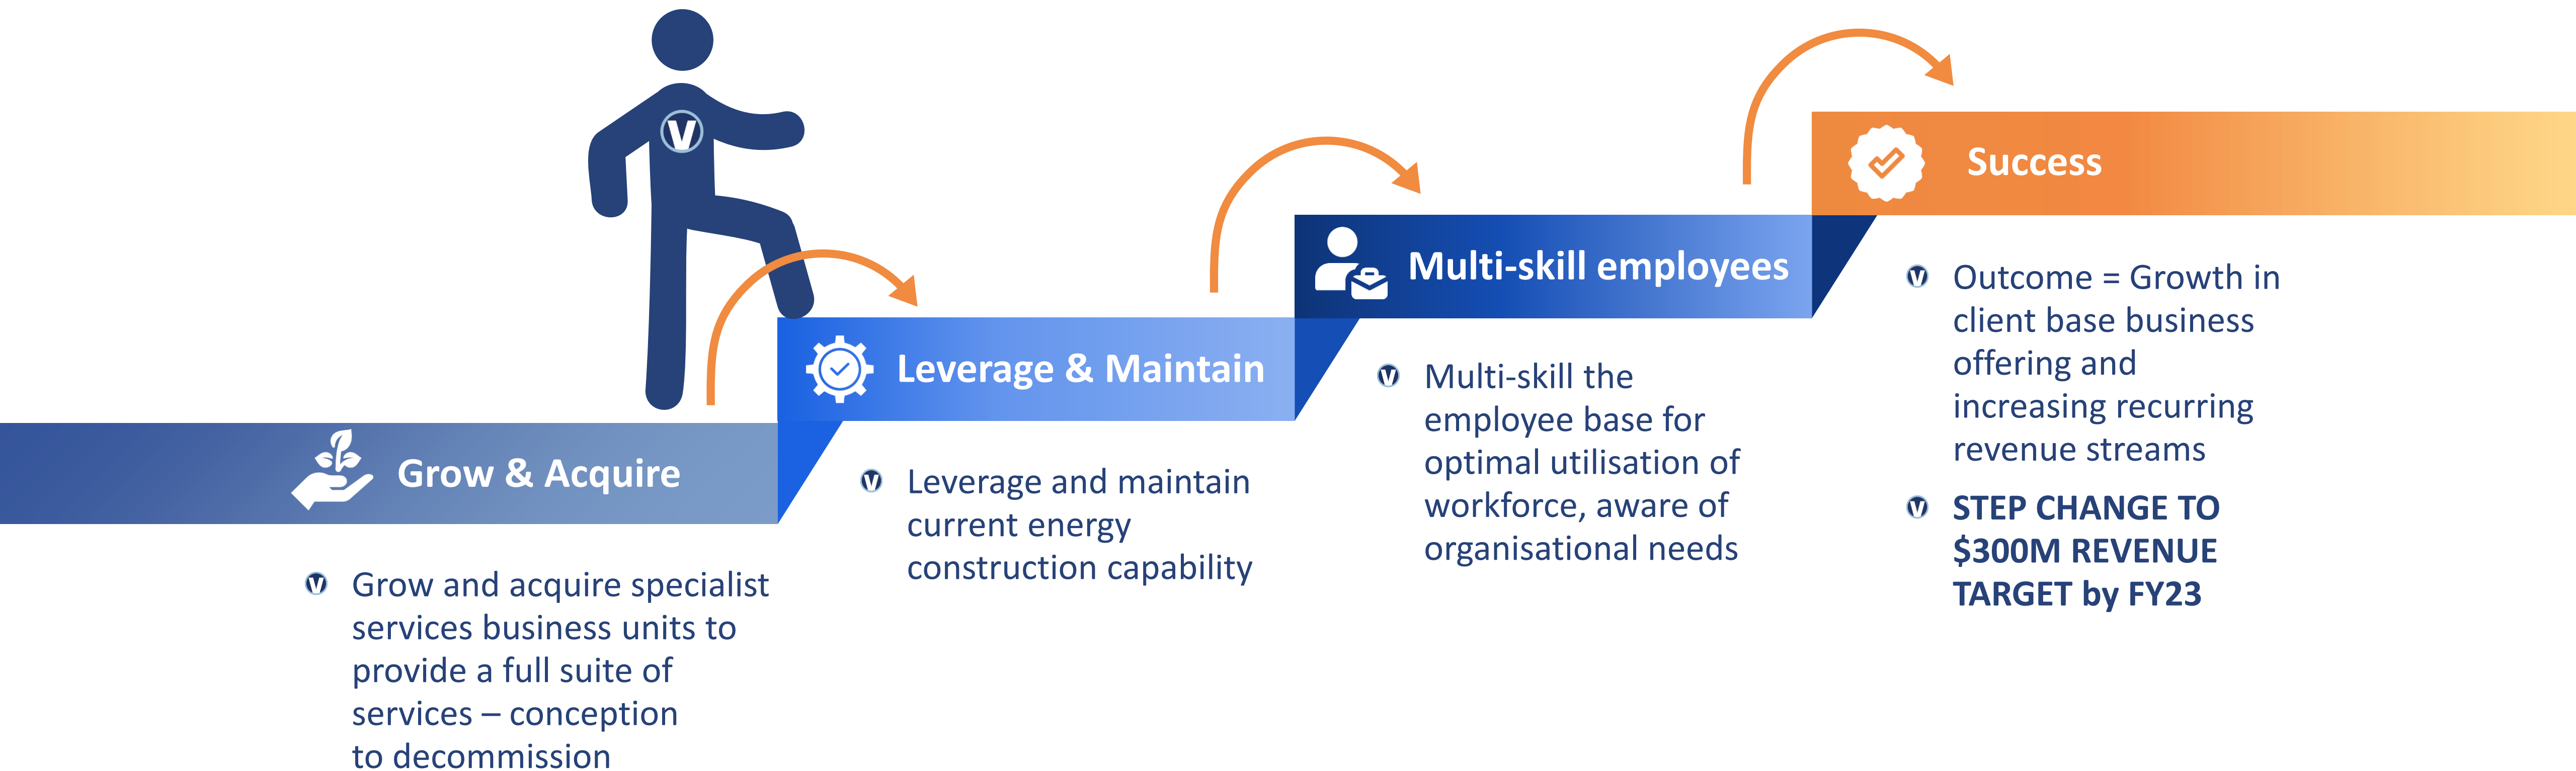 V
Grow & Acquire
V Grow and acquire specialist
services business units to
provide a full suite of
services – conception
to decommission
Leverage & Maintain
V Leverage and maintain
current energy
construction capability
Multi-skill employees
V Multi-skill the
employee base for
optimal utilisation of
workforce, aware of
organisational needs
Success
V Outcome = Growth in
client base business
offering and
increasing recurring
revenue streams
V STEP CHANGE TO
$300M REVENUE
TARGET by FY23